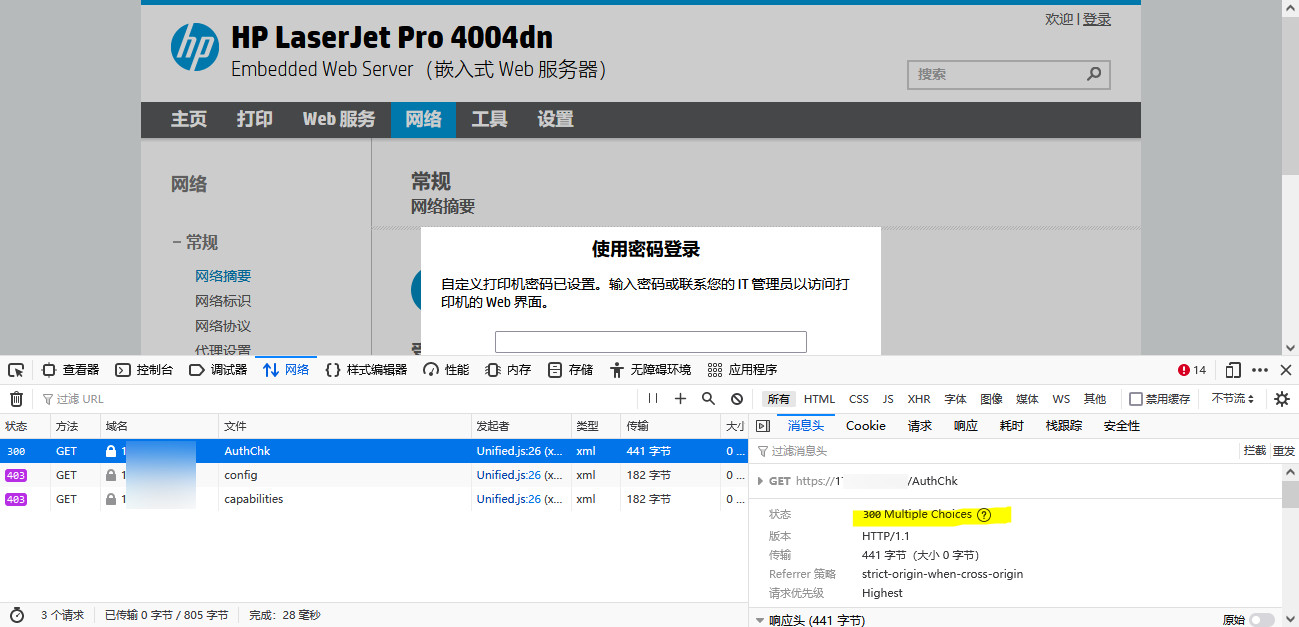 欢迎 | 登录
hp
HP LaserJet Pro 4004dn
Embedded Web Server（嵌入式 Web 服务器）
搜索
主页 打印 Web 服务 网络 工具 设置
网络
常规
网络摘要
− 常规
网络摘要
网络标识
网络协议
代理设置
使用密码登录
自定义打印机密码已设置。输入密码或联系您的 IT 管理员以访问打
印机的 Web 界面。
查看器 控制台 调试器 网络 {} 样式编辑器 性能 内存 存储 无障碍环境 应用程序 14
过滤 URL
所有 HTML CSS JS XHR 字体 图像 媒体 WS 其他 禁用缓存 不节流
状态 方法 域名 文件 发起者 类型 传输 大小
300 GET 1 AuthChk Unified.js:26 (x... xml 441 字节 0 ...
403 GET 1 config Unified.js:26 (x... xml 182 字节 0 ...
403 GET 1 capabilities Unified.js:26 (x... xml 182 字节 0 ...
3 个请求 已传输 0 字节 / 805 字节 完成：28 毫秒
消息头 Cookie 请求 响应 耗时 栈跟踪 安全性
过滤消息头 拦截 重发
GET https://1 /AuthChk
状态 300 Multiple Choices ?
版本 HTTP/1.1
传输 441 字节（大小 0 字节）
Referrer 策略 strict-origin-when-cross-origin
请求优先级 Highest
响应头 (441 字节) 原始